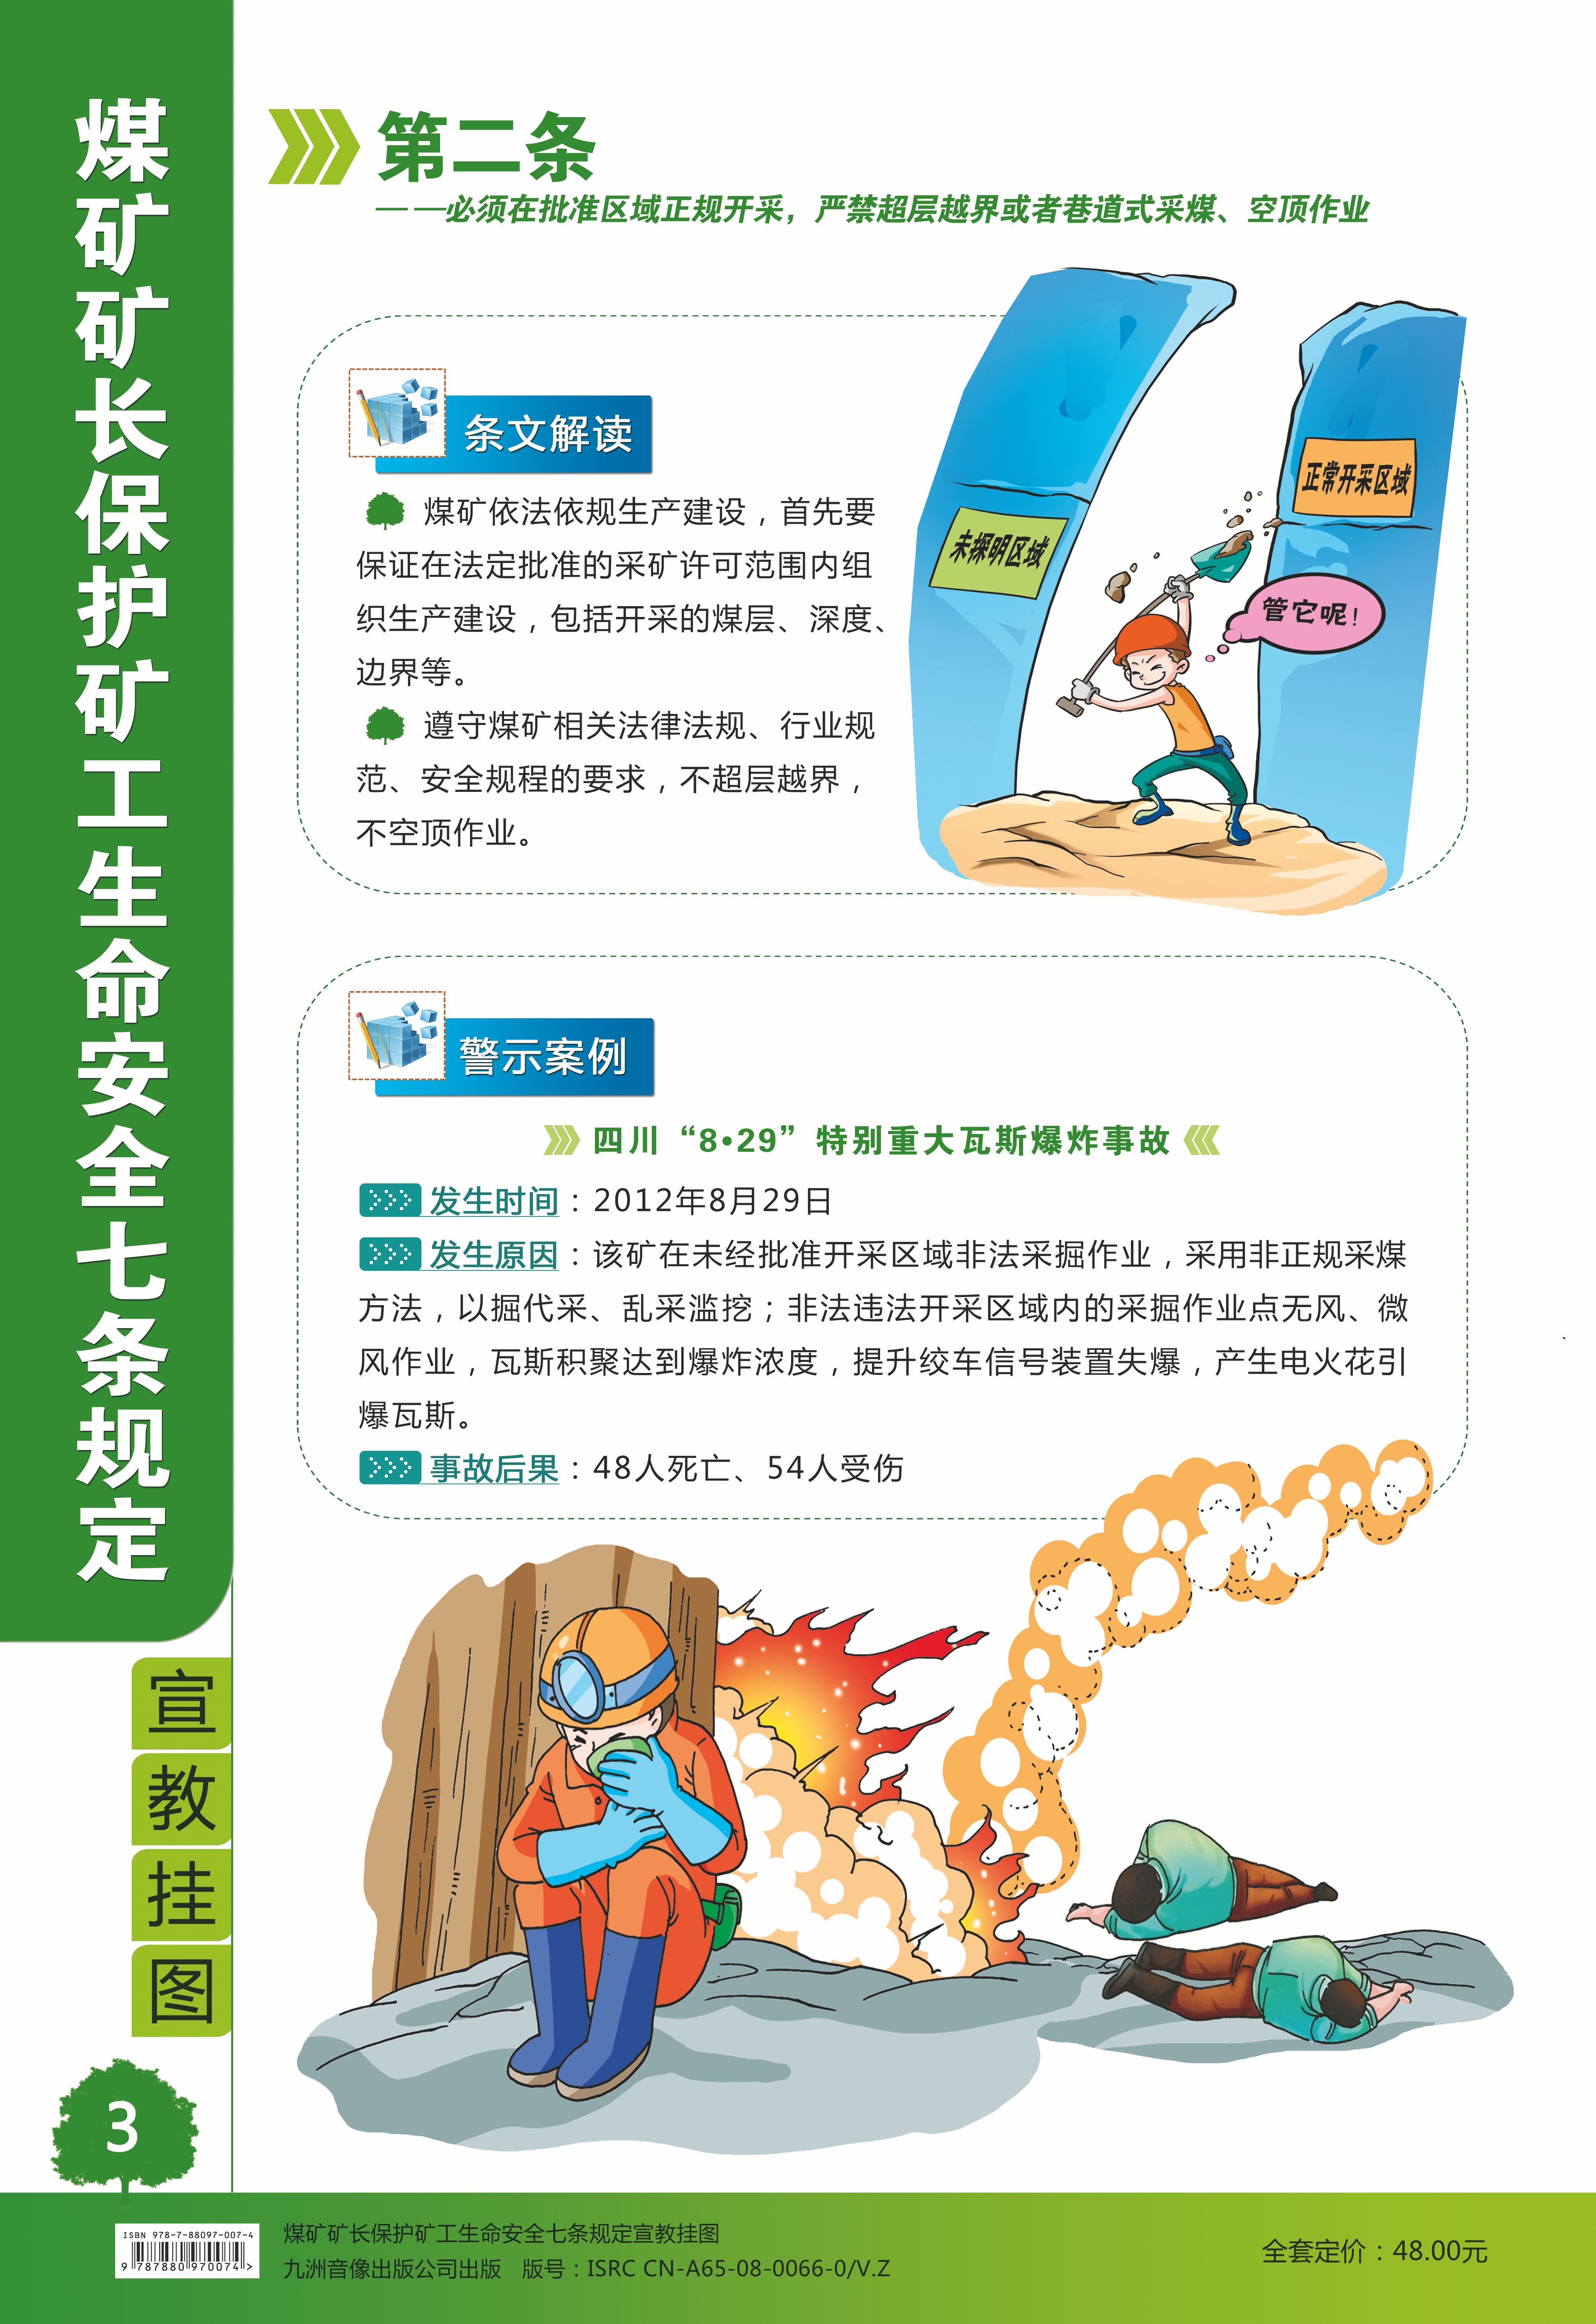 煤矿矿长保护矿工生命安全七条规定
宣教挂图
3
第二条
— —必须在批准区域正规开采，严禁超层越界或者巷道式采煤、空顶作业
条文解读
煤矿依法依规生产建设，首先要
保证在法定批准的采矿许可范围内组
织生产建设，包括开采的煤层、深度、
边界等。
遵守煤矿相关法律法规、行业规
范、安全规程的要求，不超层越界，
不空顶作业。
未探明区域
正常开采区域
管它呢！
警示案例
四川“8•29”特别重大瓦斯爆炸事故
发生时间：2012年8月29日
发生原因：该矿在未经批准开采区域非法采掘作业，采用非正规采煤
方法，以掘代采、乱采滥挖；非法违法开采区域内的采掘作业点无风、微
风作业，瓦斯积聚达到爆炸浓度，提升绞车信号装置失爆，产生电火花引
爆瓦斯。
事故后果：48人死亡、54人受伤
ISBN 978-7-88097-007-4
9 787880 970074 >
煤矿矿长保护矿工生命安全七条规定宣教挂图
九洲音像出版公司出版 版号：ISRC CN-A65-08-0066-0/V.Z
全套定价：48.00元